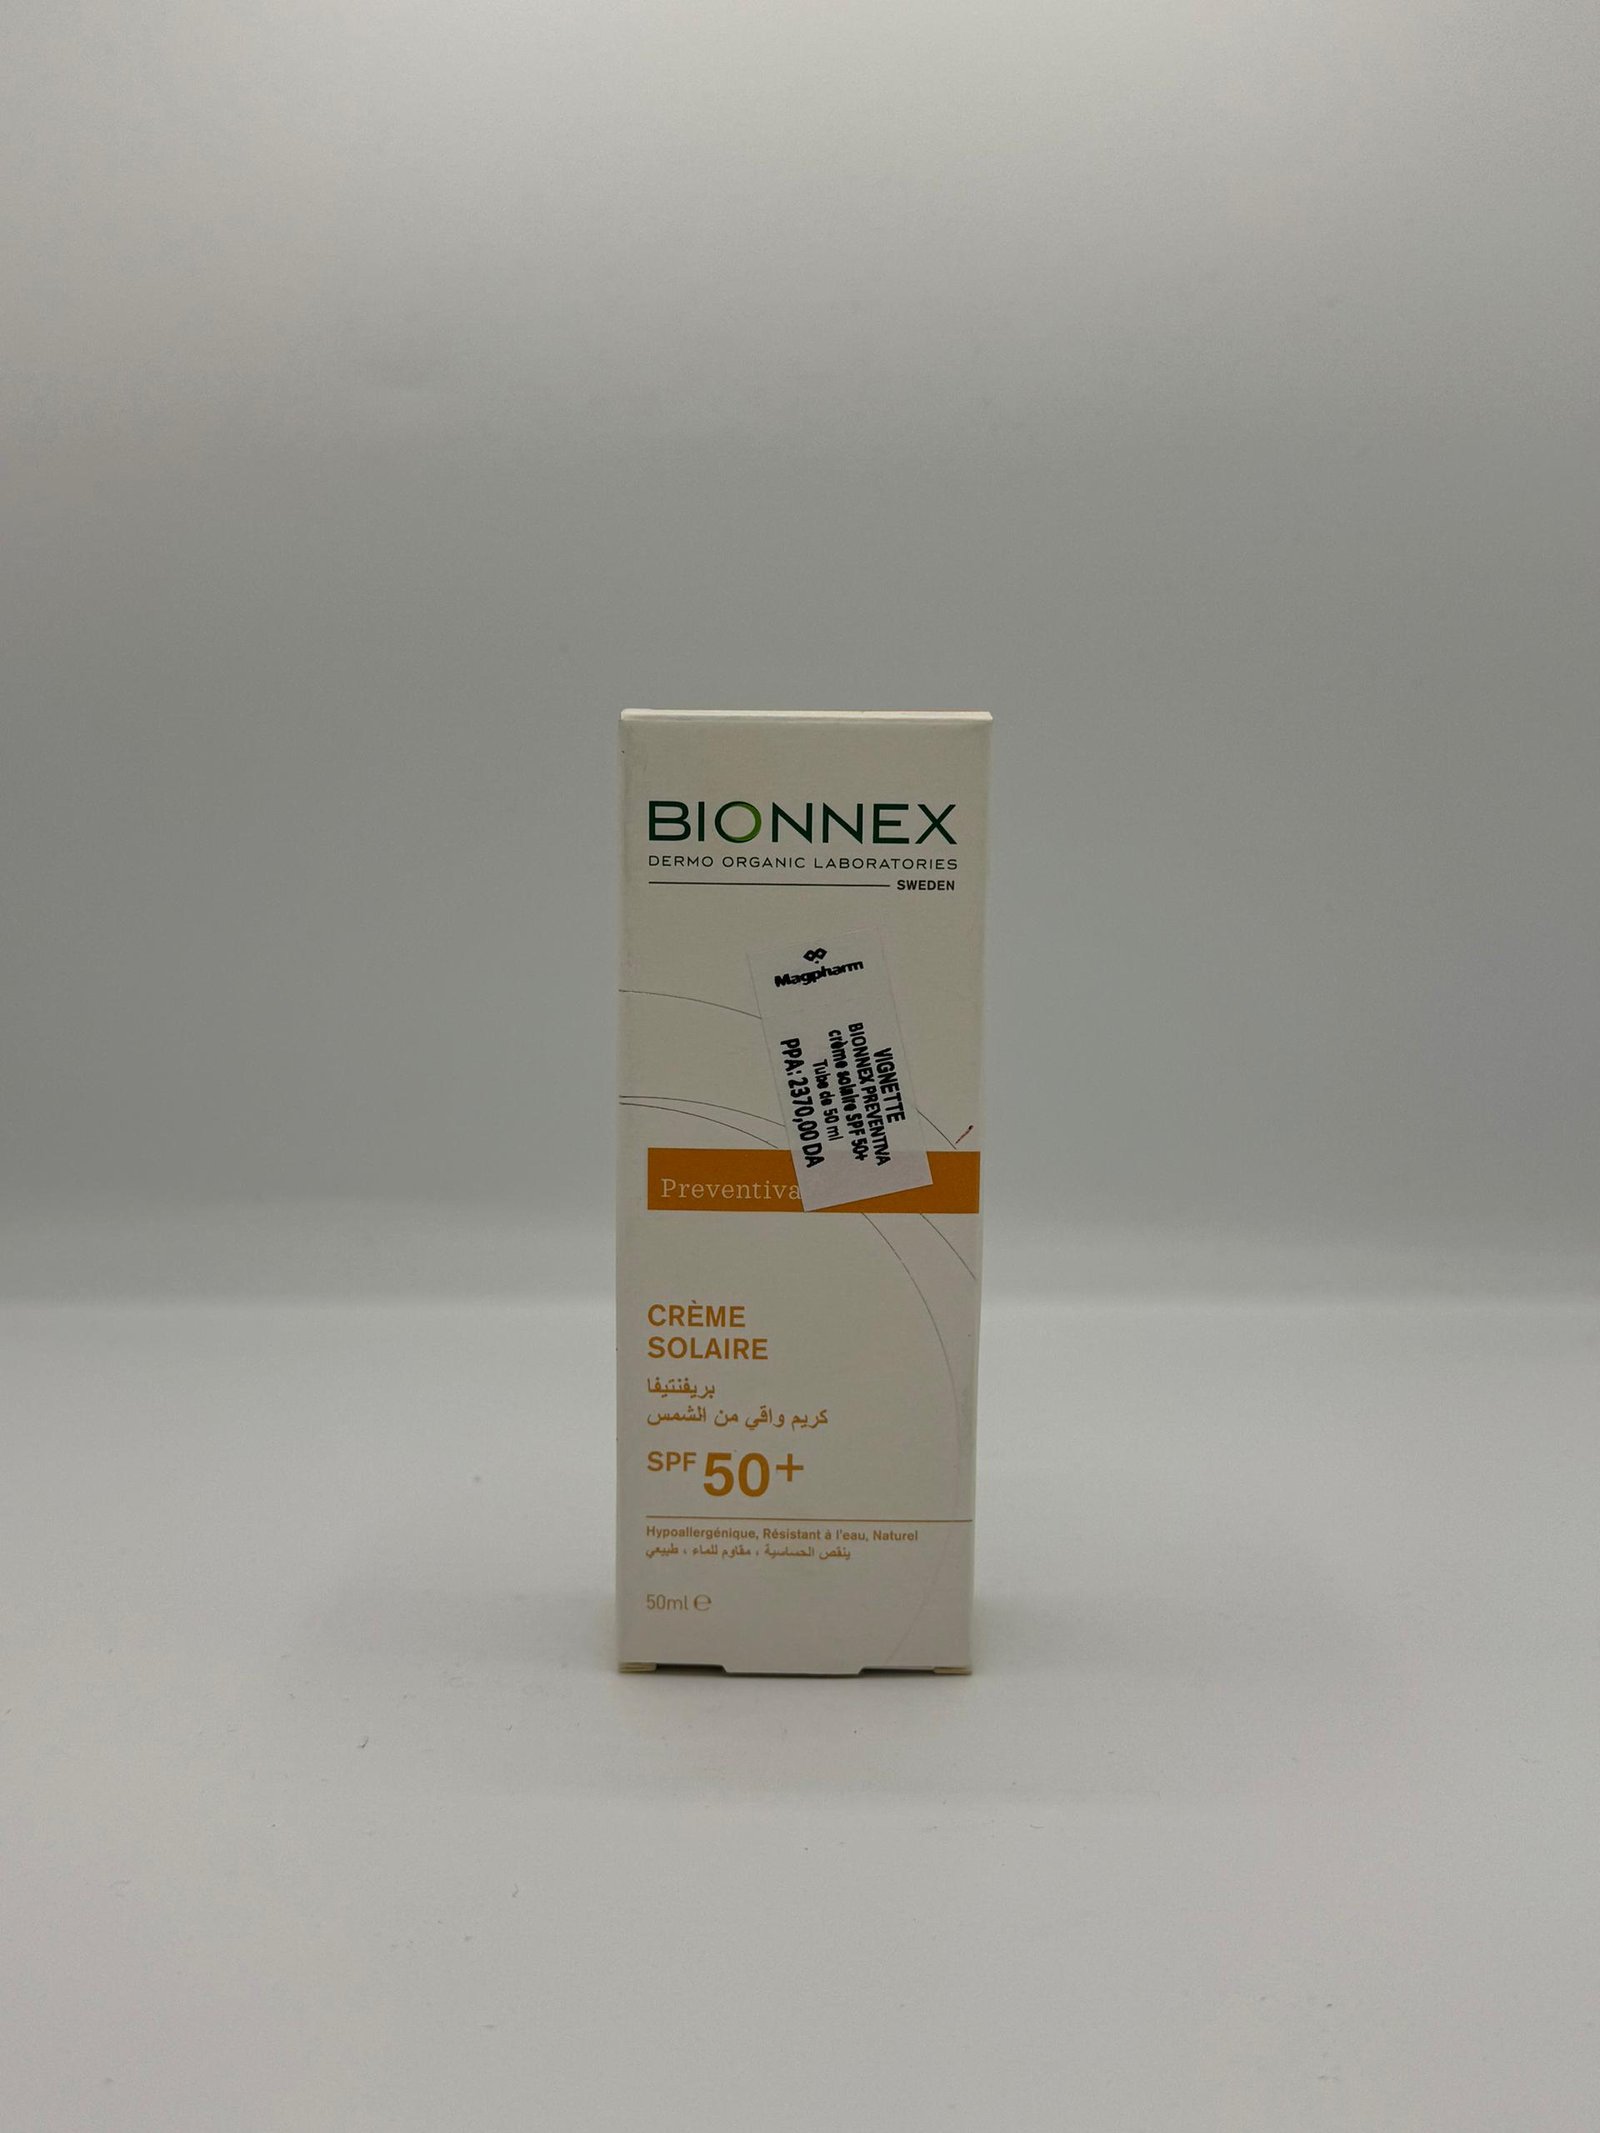 BIONNEX
DERMO ORGANIC LABORATORIES
SWEDEN
Magpharm
VIGNETTE
BIONNEX PREVENTIVA
crème solaire SPF 50+
Tube de 50 ml
PPA: 2370,00 DA
Preventiva
CRÈME
SOLAIRE
بريفنتيفا
كريم واقي من الشمس
SPF 50+
Hypoallergénique, Résistant à l'eau, Naturel
ينقص الحساسية ، مقاوم للماء ، طبيعي
50ml ℮